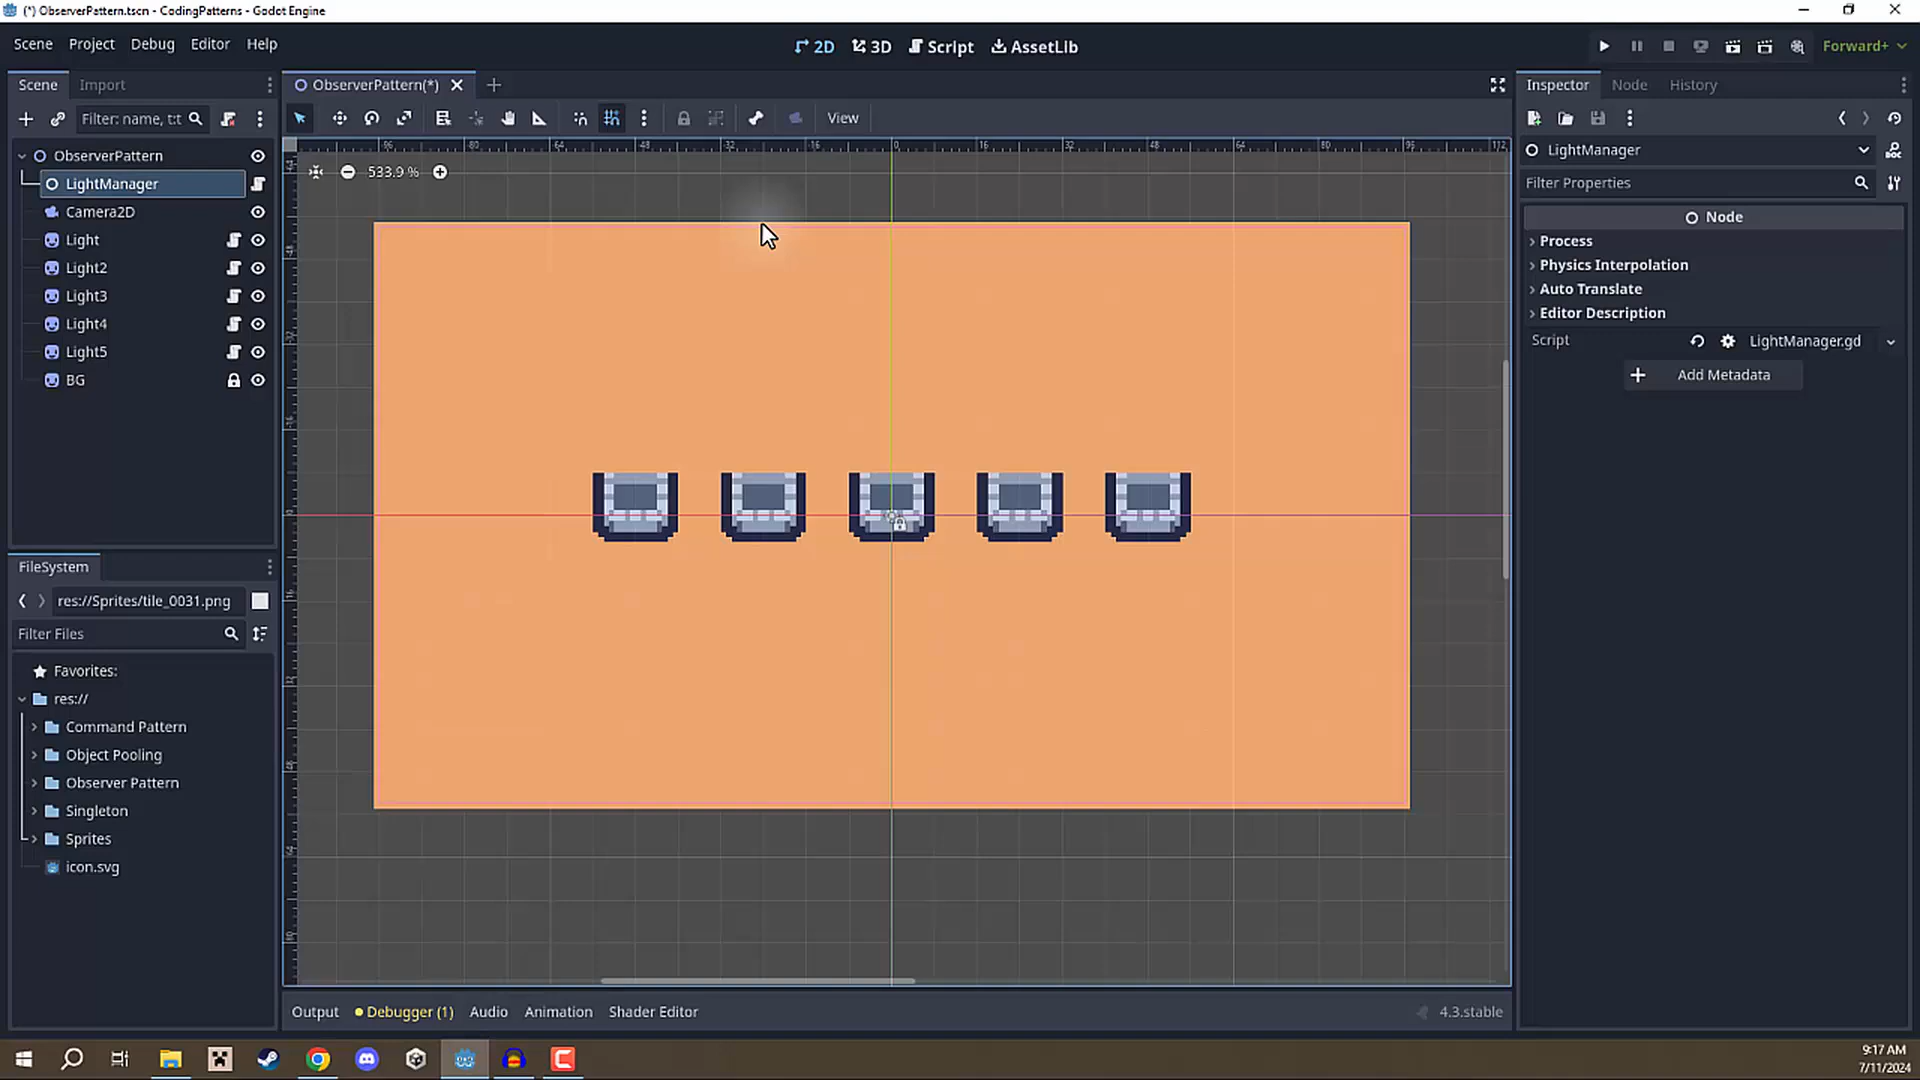 (*) ObserverPattern.tscn - CodingPatterns - Godot Engine
Scene Project Debug Editor Help
2D 3D Script AssetLib
Forward+
Scene Import
ObserverPattern(*)
Inspector Node History
Filter: name, t:t
View
ObserverPattern
LightManager
Camera2D
Light
Light2
Light3
Light4
Light5
BG
533.9 %
LightManager
Filter Properties
Node
Process
Physics Interpolation
Auto Translate
Editor Description
Script LightManager.gd
Add Metadata
FileSystem
res://Sprites/tile_0031.png
Filter Files
Favorites:
res://
Command Pattern
Object Pooling
Observer Pattern
Singleton
Sprites
icon.svg
Output Debugger (1) Audio Animation Shader Editor
4.3.stable
9:17 AM
7/11/2024